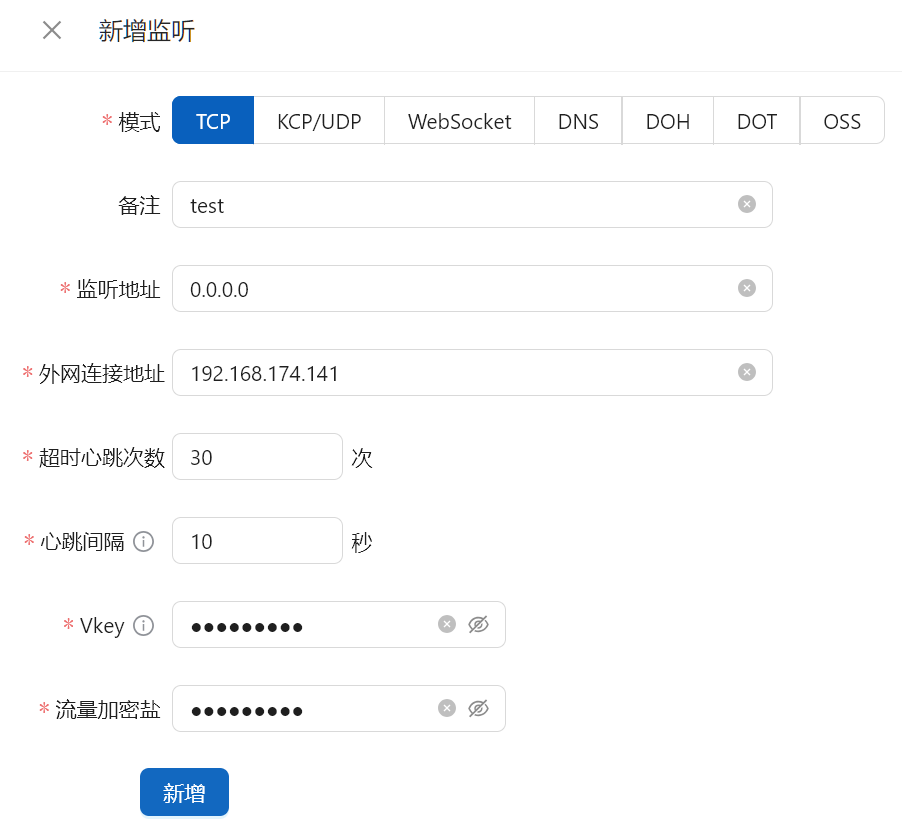 新增监听
* 模式 TCP KCP/UDP WebSocket DNS DOH DOT OSS
备注 test
* 监听地址 0.0.0.0
* 外网连接地址 192.168.174.141
* 超时心跳次数 30 次
* 心跳间隔 10 秒
* Vkey •••••••••
* 流量加密盐 •••••••••
新增